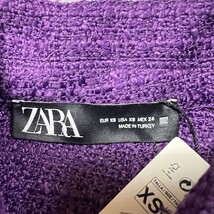 ZARA
EUR XS USA XS MEX 24
MADE IN TURKEY
XS